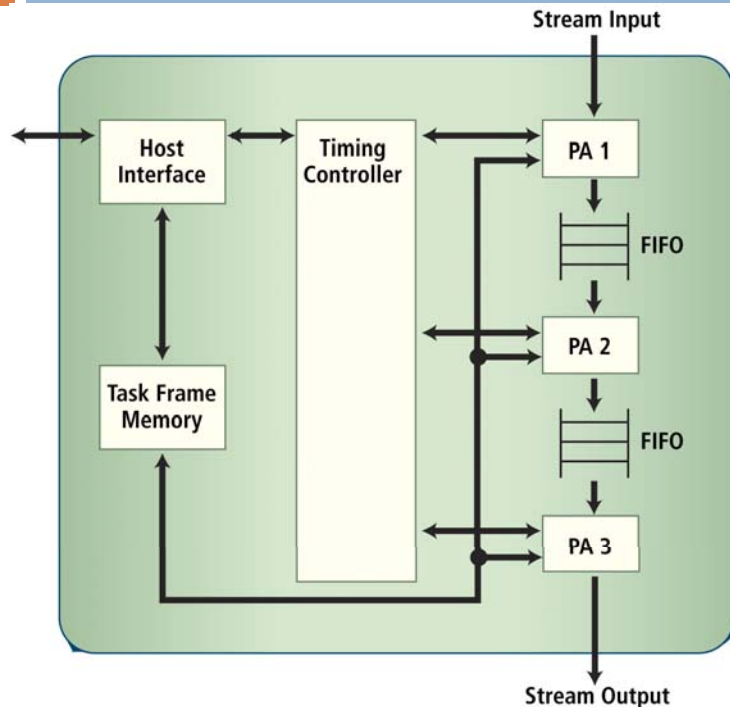 Stream Input
Host
Interface
Timing
Controller
PA 1
FIFO
PA 2
Task Frame
Memory
FIFO
PA 3
Stream Output